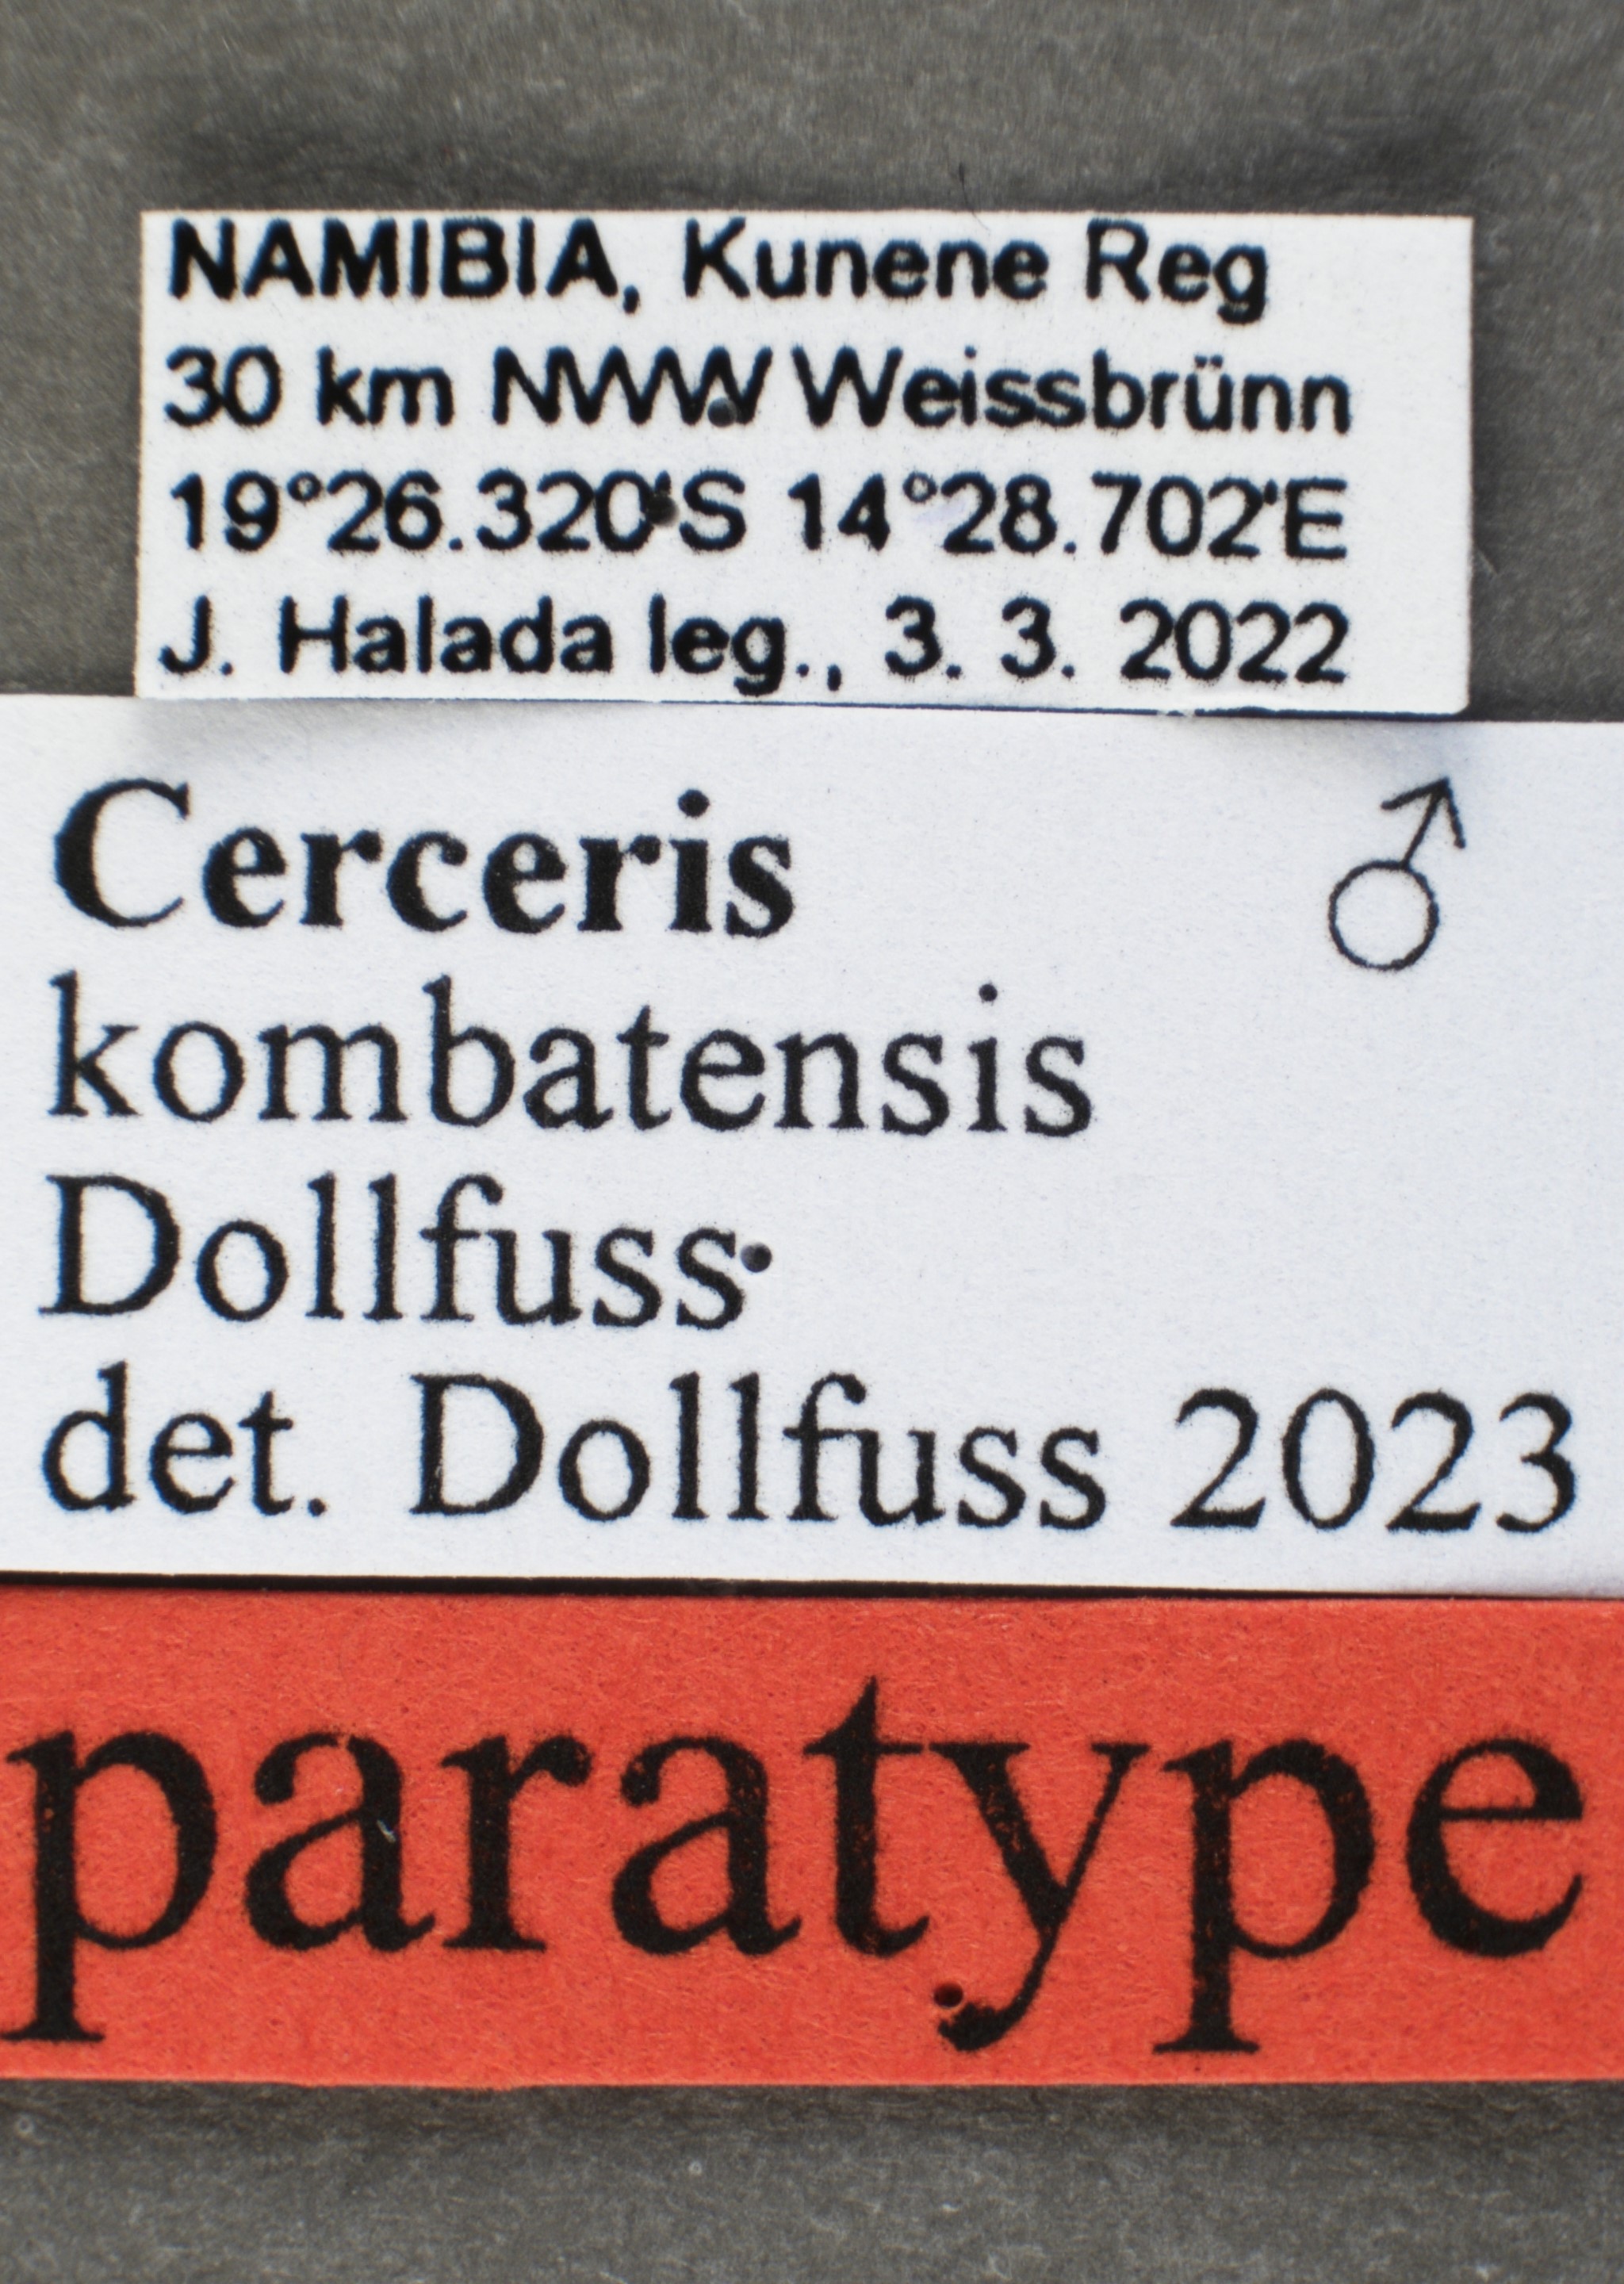 NAMIBIA, Kunene Reg
30 km NWW Weissbrünn
19°26.320'S 14°28.702'E
J. Halada leg., 3. 3. 2022
Cerceris ♂
kombatensis
Dollfuss
det. Dollfuss 2023
paratype